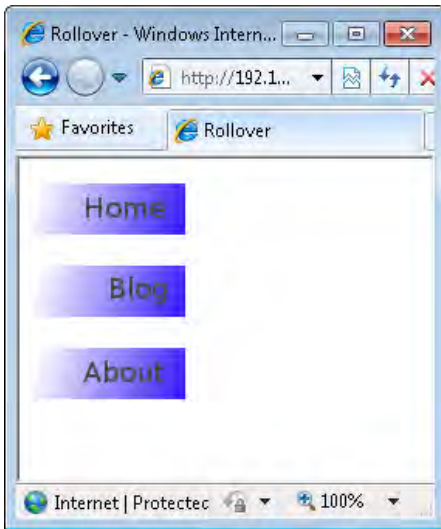 Rollover - Windows Intern...
http://192.1...
Favorites
Rollover
Home
Blog
About
Internet | Protectec
100%